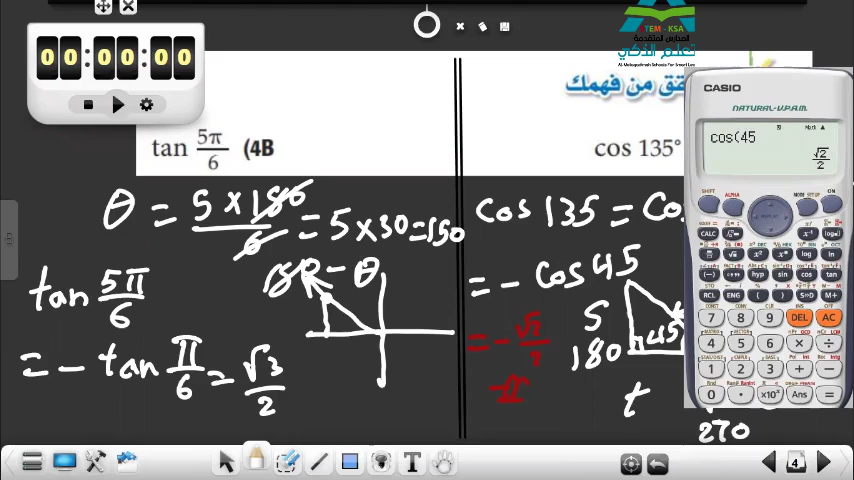 00:00:00
TEM - KSA
المدارس المتقدمة
تعلم الذكي
قق من فهمك
tan 5π/6 (4B
cos 135°
θ = 5 × 180 / 6 = 5 × 30 = 150
180 - θ
tan 5π/6
= - tan π/6 = √3/2
cos 135 = Co
= - cos 45
= - √2/2
S
45
180
t
270
CASIO
NATURAL-V.P.A.M.
cos(45
√2/2
SHIFT ALPHA MODE SETUP ON
CALC x⁻¹
log ln
(-) hyp sin cos tan
RCL ENG ( ) S⇔D M+
7 8 9 DEL AC
4 5 6 × ÷
1 2 3 + −
0 . ×10ˣ Ans =
T
4